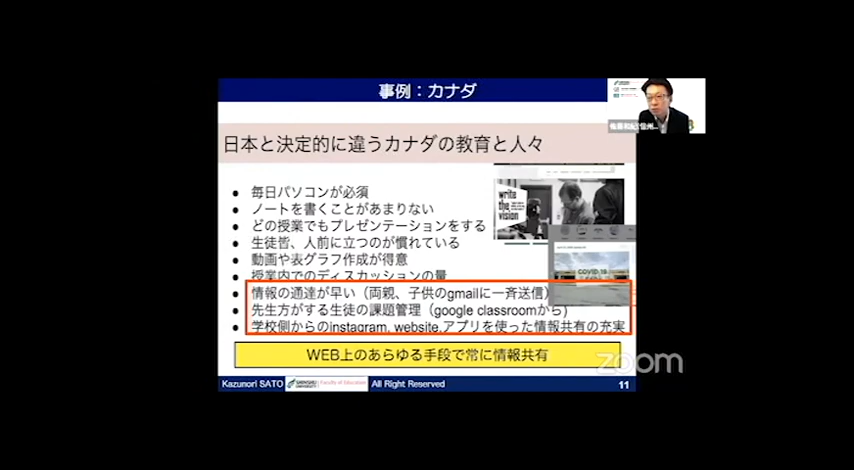 事例：カナダ
日本と決定的に違うカナダの教育と人々
● 毎日パソコンが必須
● ノートを書くことがあまりない
● どの授業でもプレゼンテーションをする
● 生徒皆、人前に立つのが慣れている
● 動画や表グラフ作成が得意
● 授業内でのディスカッションの量
● 情報の通達が早い（両親、子供のgmailに一斉送信）
● 先生方がする生徒の課題管理（google classroomから）
● 学校側からのinstagram, website,アプリを使った情報共有の充実
write
the
vision
COVID-19
WEB上のあらゆる手段で常に情報共有
zoom
Kazunori SATO
SHINSHU UNIVERSITY
Faculty of Education
All Right Reserved
11